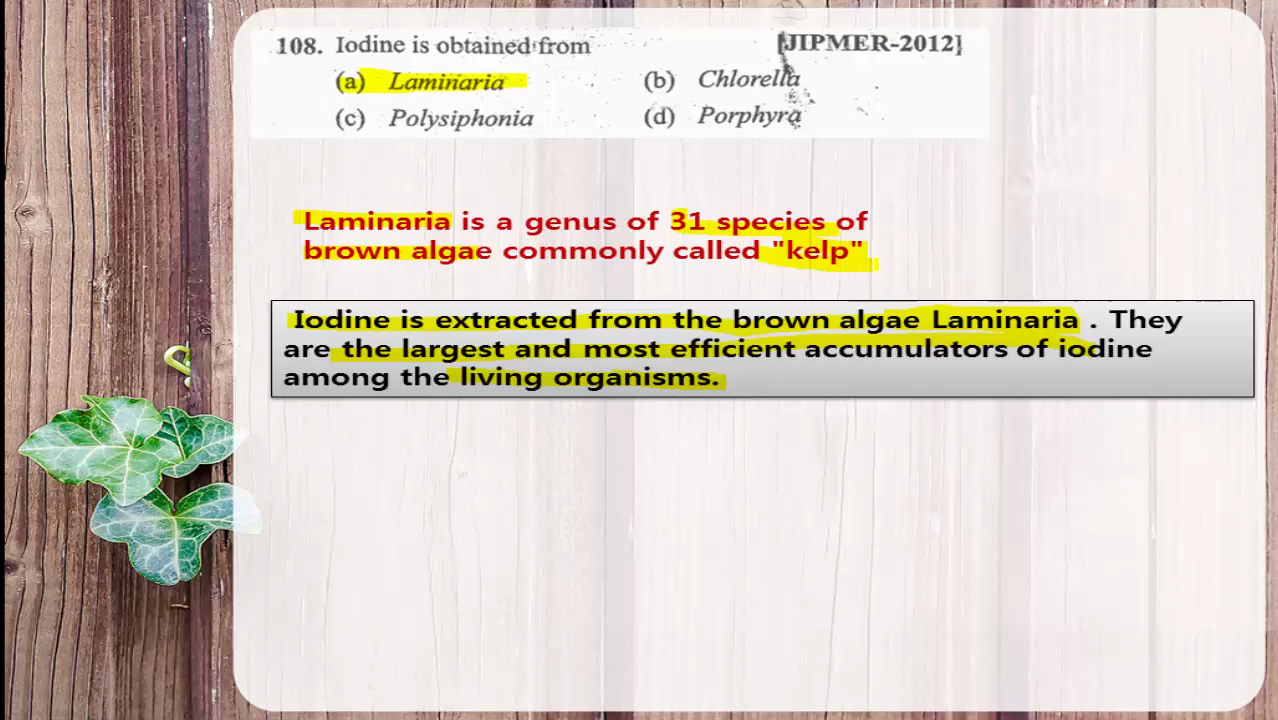 108. Iodine is obtained from [JIPMER-2012]
(a) Laminaria (b) Chlorella
(c) Polysiphonia (d) Porphyra
Laminaria is a genus of 31 species of
brown algae commonly called "kelp"
Iodine is extracted from the brown algae Laminaria . They
are the largest and most efficient accumulators of iodine
among the living organisms.